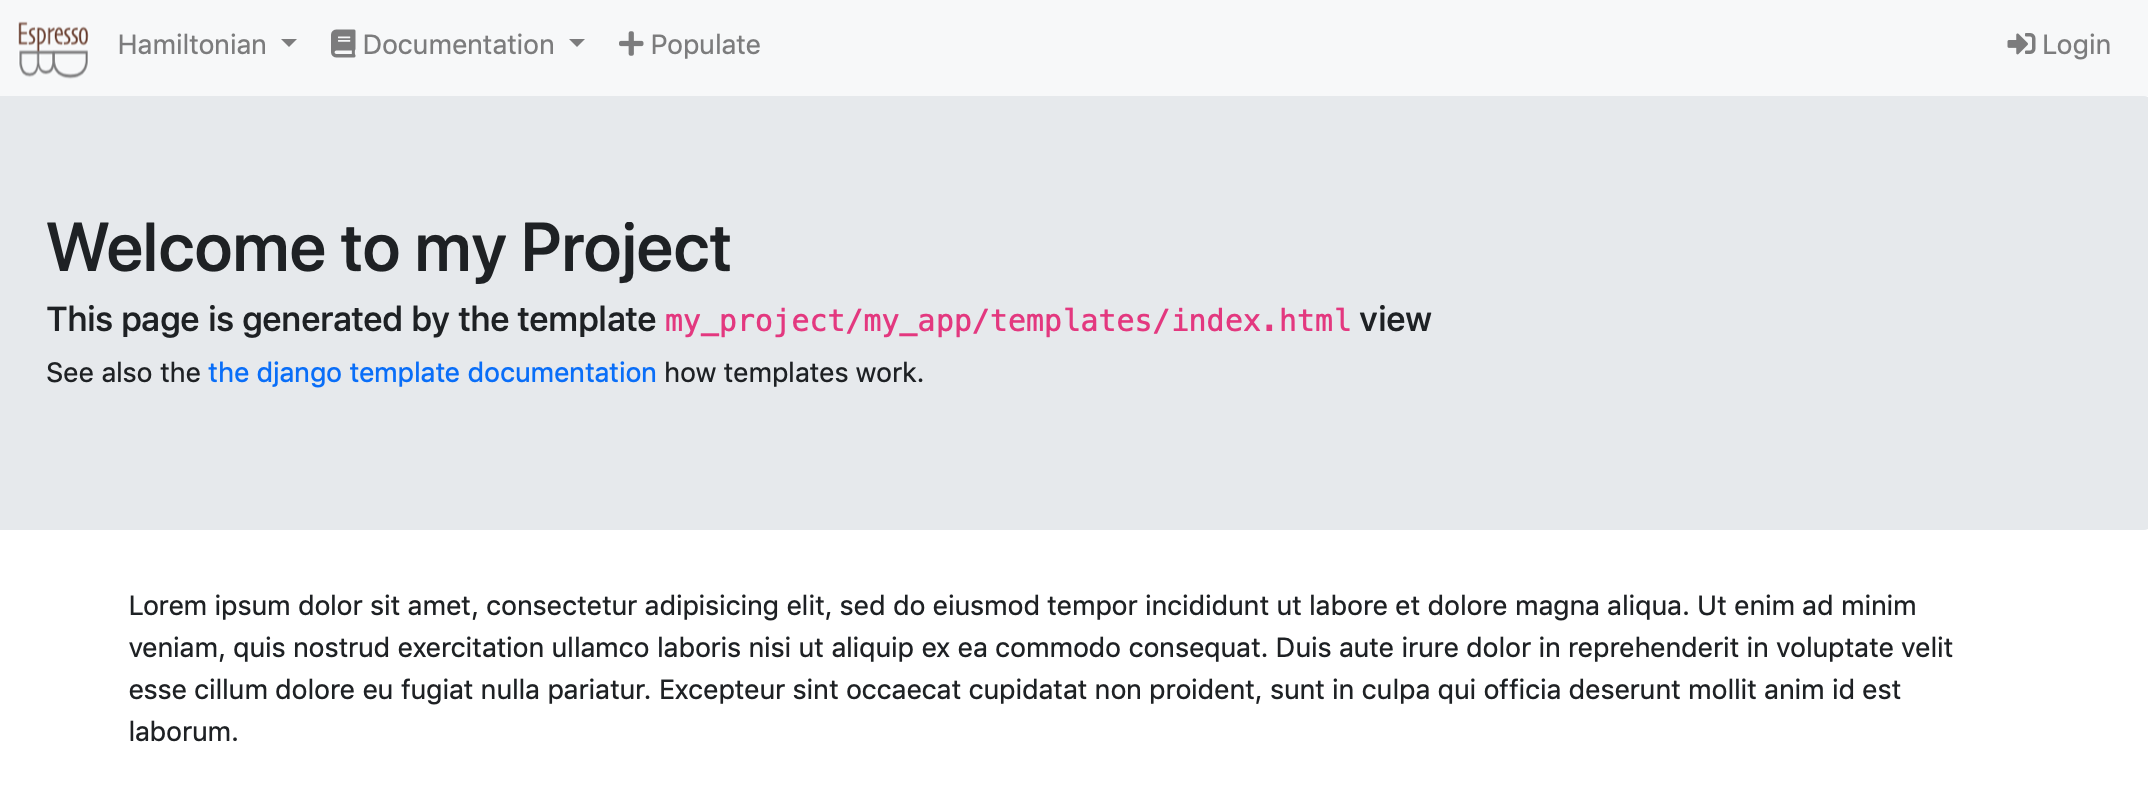 Espresso
Hamiltonian
Documentation
Populate
Login
Welcome to my Project
This page is generated by the template my_project/my_app/templates/index.html view
See also the the django template documentation how templates work.
Lorem ipsum dolor sit amet, consectetur adipisicing elit, sed do eiusmod tempor incididunt ut labore et dolore magna aliqua. Ut enim ad minim
veniam, quis nostrud exercitation ullamco laboris nisi ut aliquip ex ea commodo consequat. Duis aute irure dolor in reprehenderit in voluptate velit
esse cillum dolore eu fugiat nulla pariatur. Excepteur sint occaecat cupidatat non proident, sunt in culpa qui officia deserunt mollit anim id est
laborum.